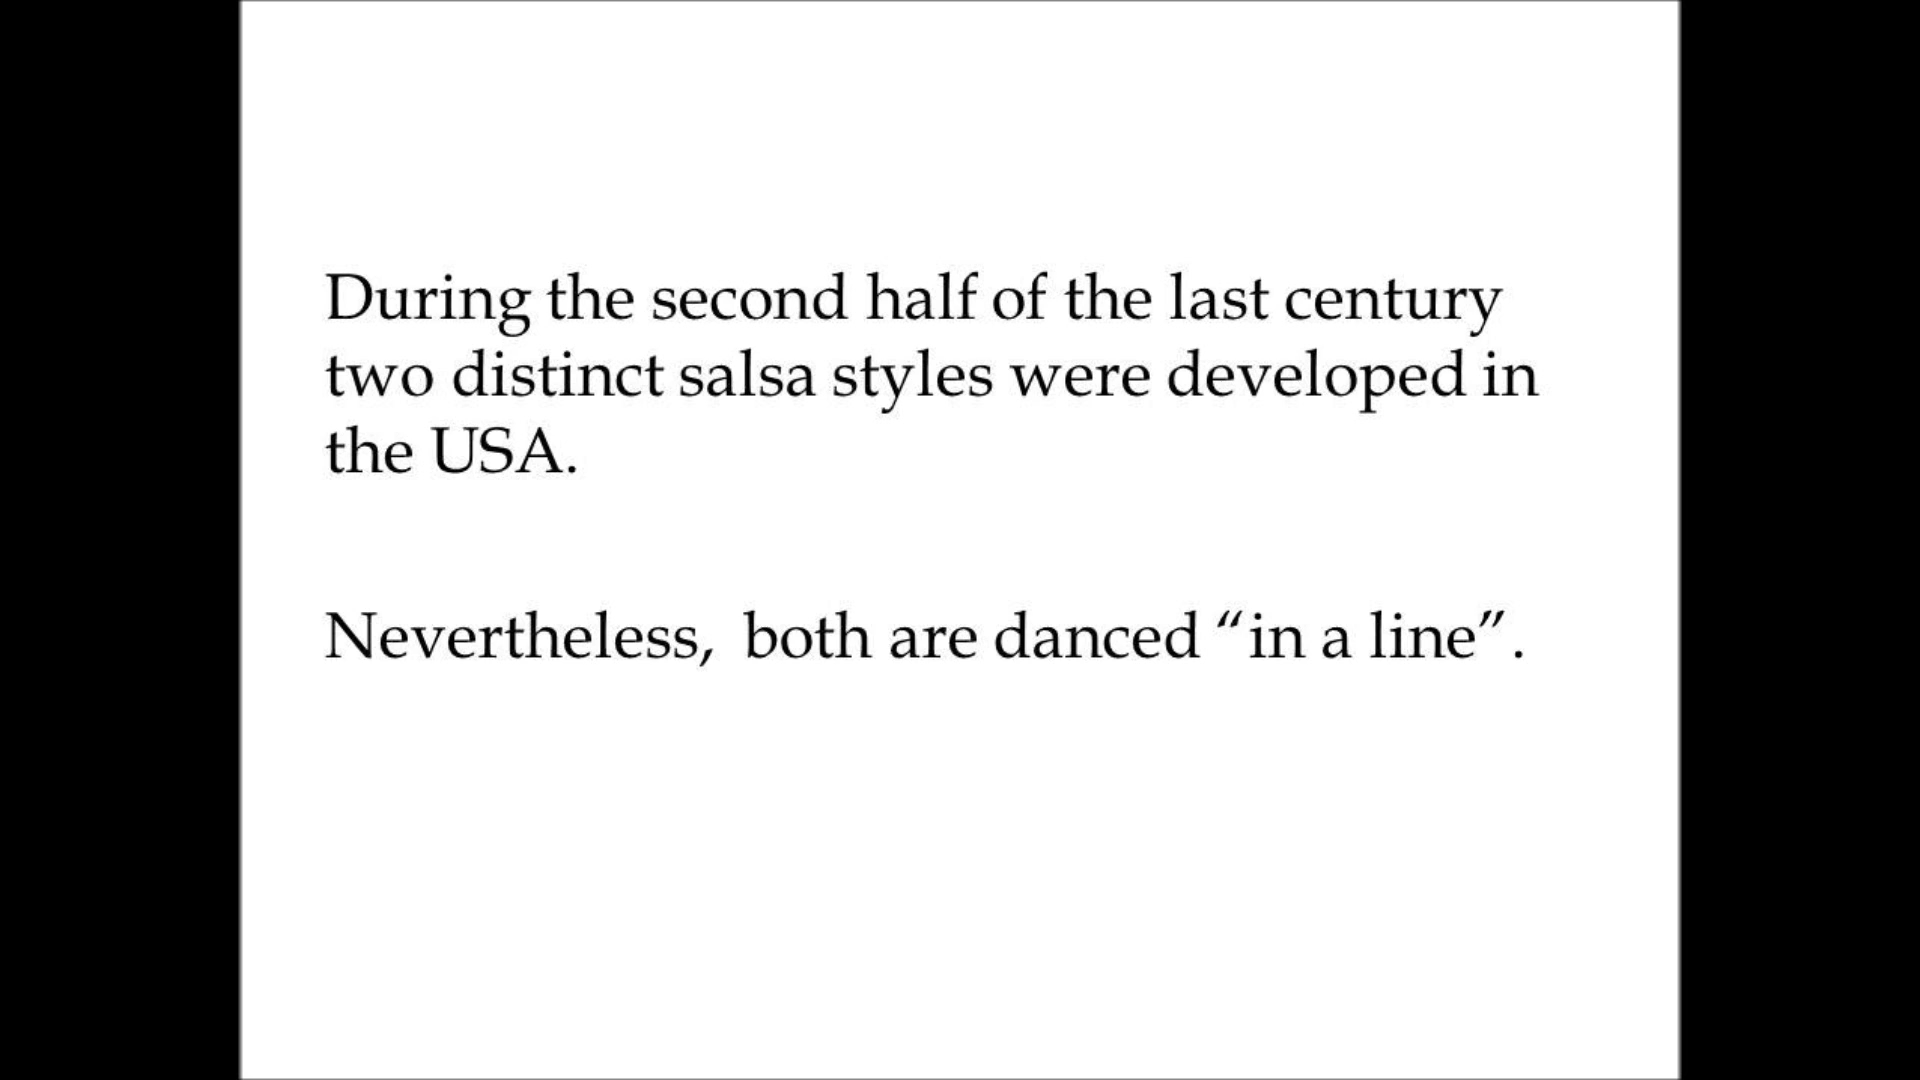 During the second half of the last century
two distinct salsa styles were developed in
the USA.
Nevertheless,  both are danced “in a line”.